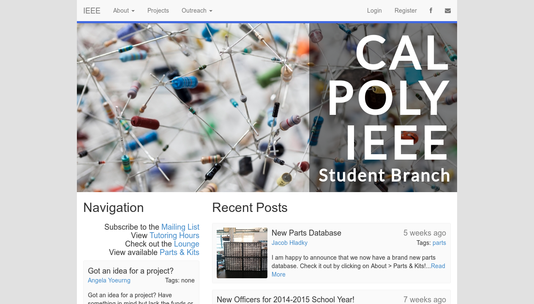 IEEE About Projects Outreach Login Register f
CAL
POLY
IEEE
Student Branch
Navigation
Subscribe to the Mailing List
View Tutoring Hours
Check out the Lounge
View available Parts & Kits
Got an idea for a project?
Angela Yoeurng Tags: none
Got an idea for a project? Have
something in mind but lack the funds or
Recent Posts
New Parts Database 5 weeks ago
Jacob Hladky Tags: parts
I am happy to announce that we now have a brand new parts
database. Check it out by clicking on About > Parts & Kits!...Read
More
New Officers for 2014-2015 School Year! 7 weeks ago